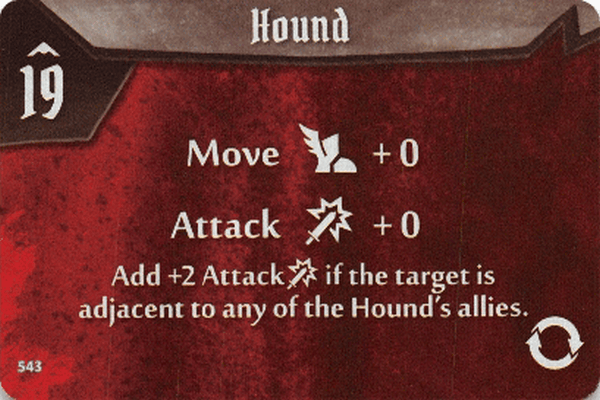 Hound
19
Move + 0
Attack + 0
Add +2 Attack if the target is
adjacent to any of the Hound's allies.
543